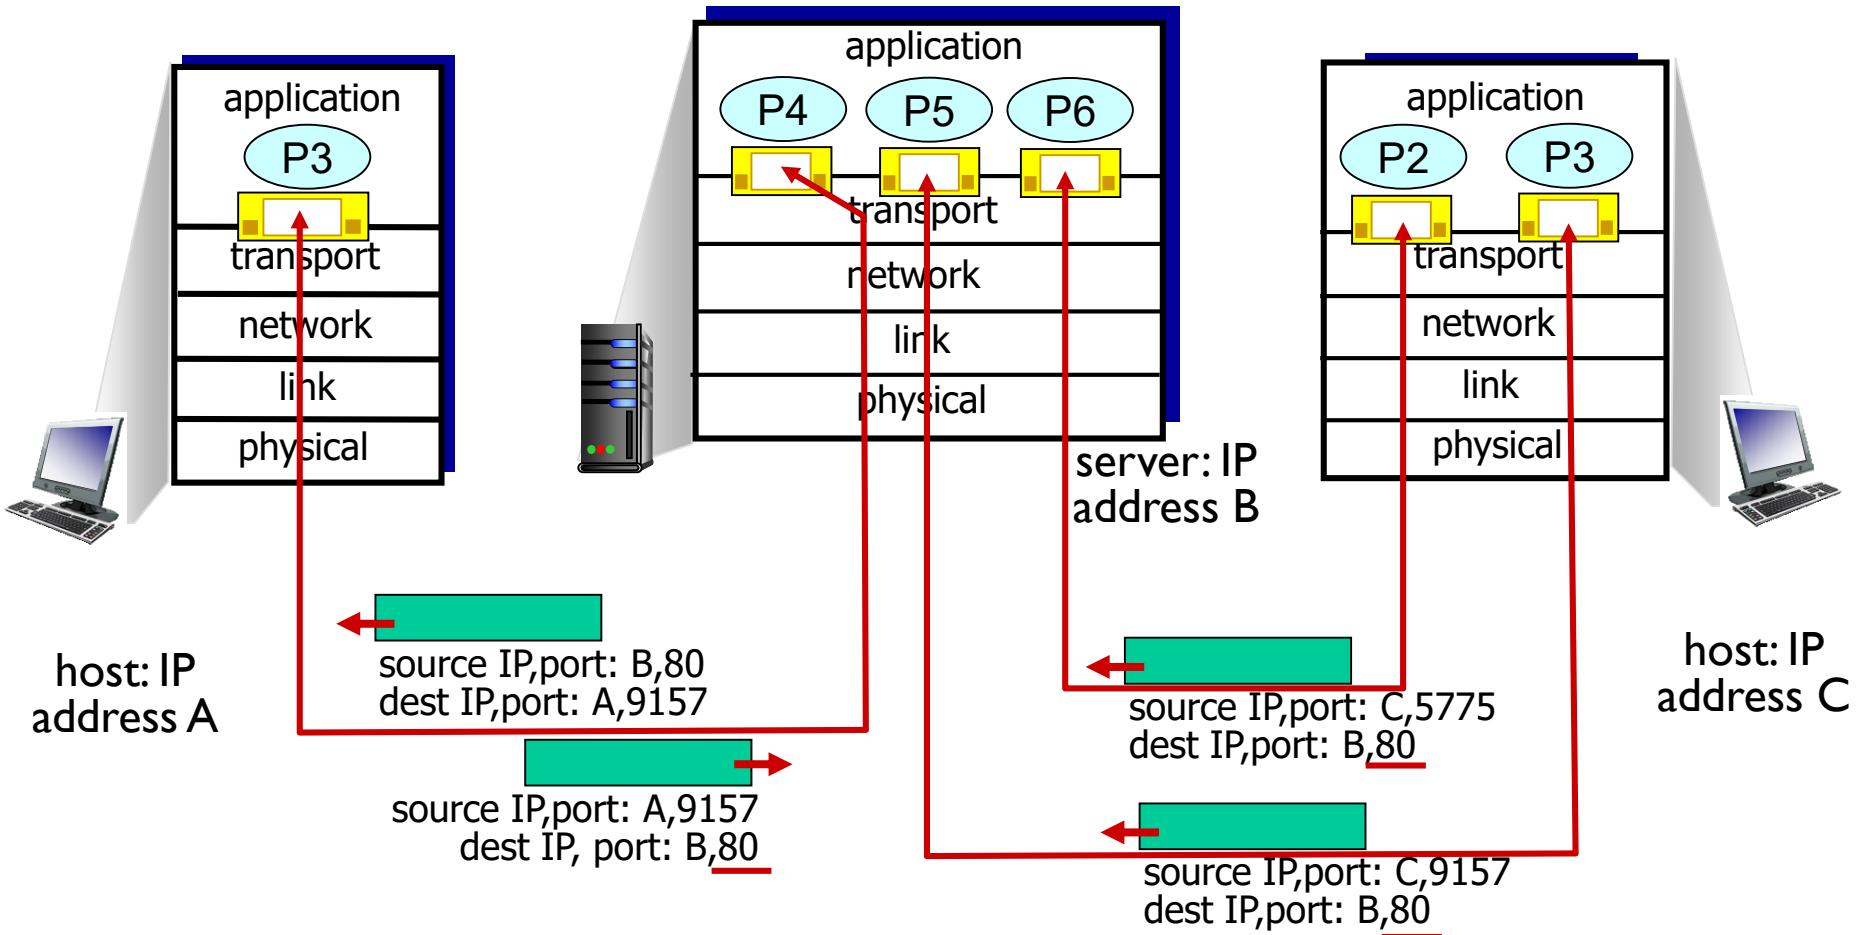 application
P3
transport
network
link
physical
host: IP
address A
application
P4
P5
P6
transport
network
link
physical
server: IP
address B
application
P2
P3
transport
network
link
physical
host: IP
address C
source IP,port: B,80
dest IP,port: A,9157
source IP,port: A,9157
dest IP, port: B,80
source IP,port: C,5775
dest IP,port: B,80
source IP,port: C,9157
dest IP,port: B,80